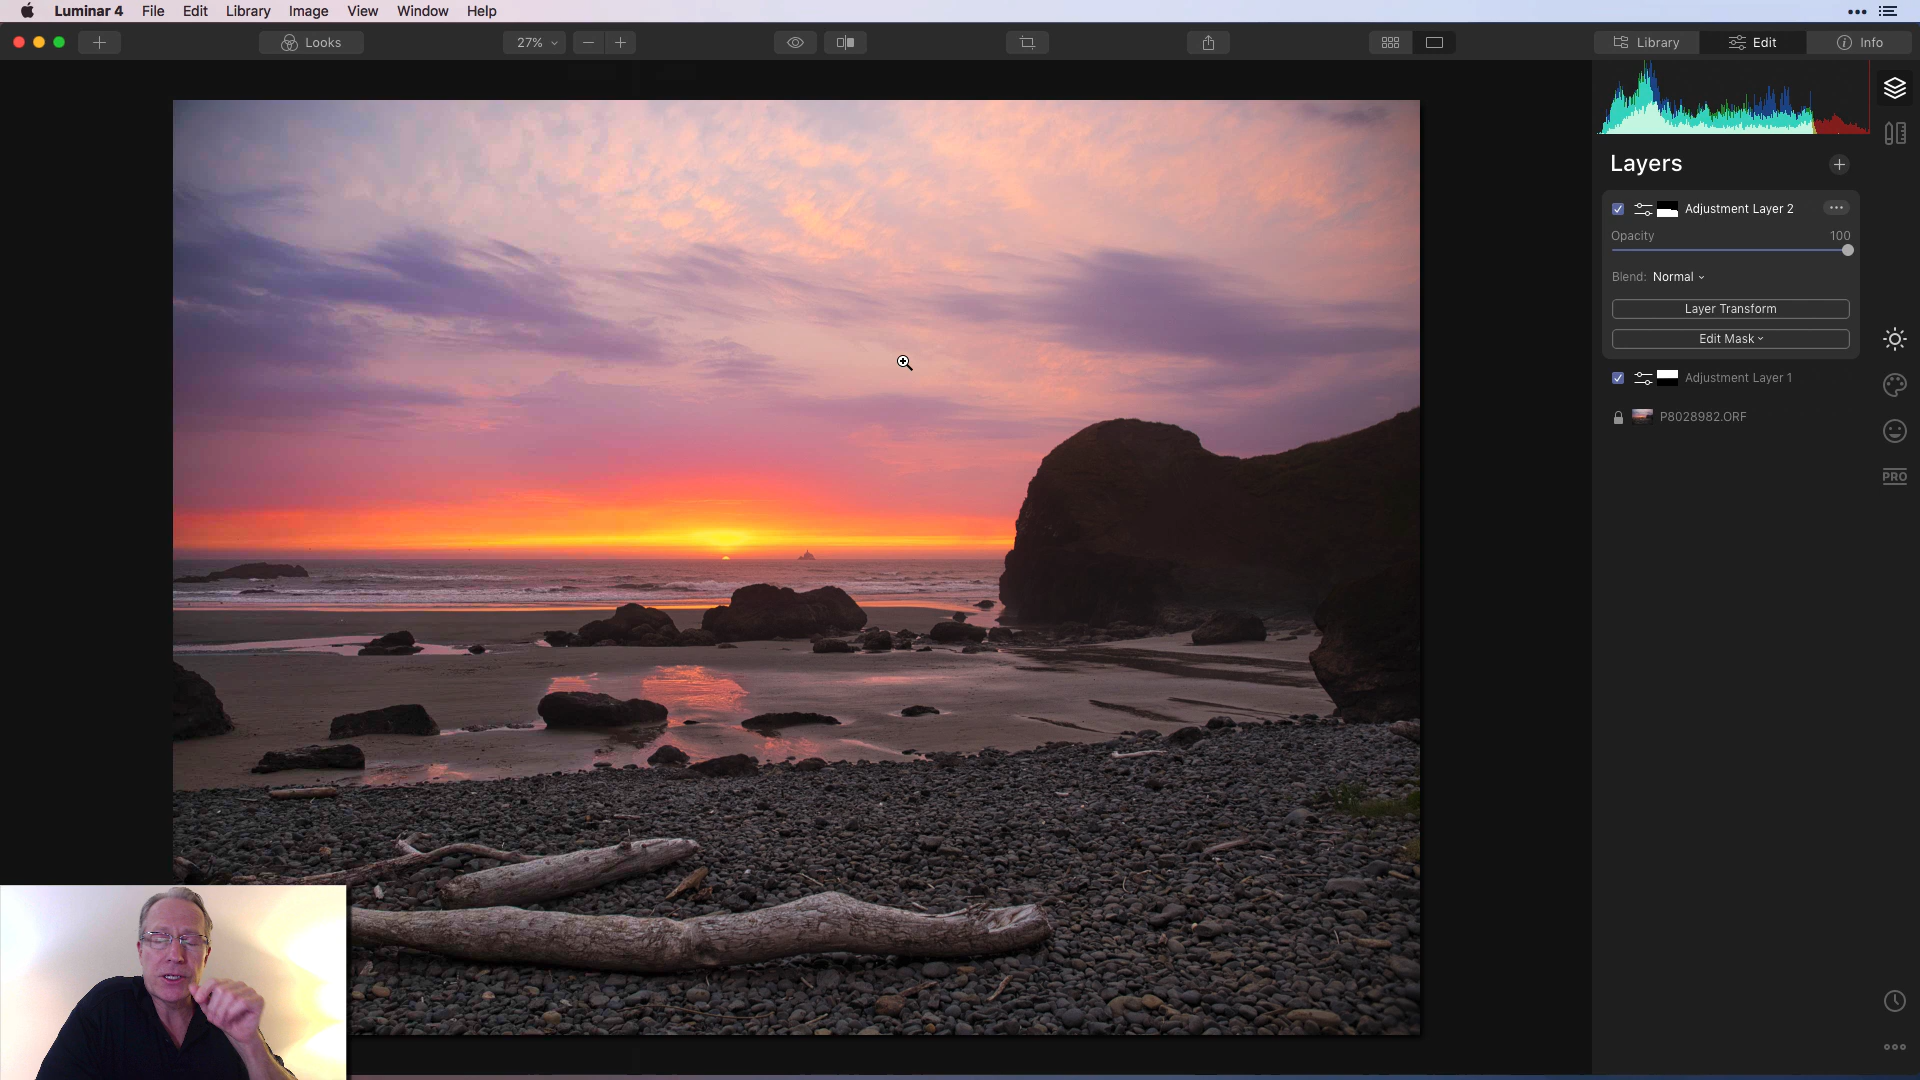 Luminar 4 File Edit Library Image View Window Help
Looks 27% Library Edit Info
Layers
Adjustment Layer 2
Opacity 100
Blend: Normal
Layer Transform
Edit Mask
Adjustment Layer 1
P8028982.ORF
PRO